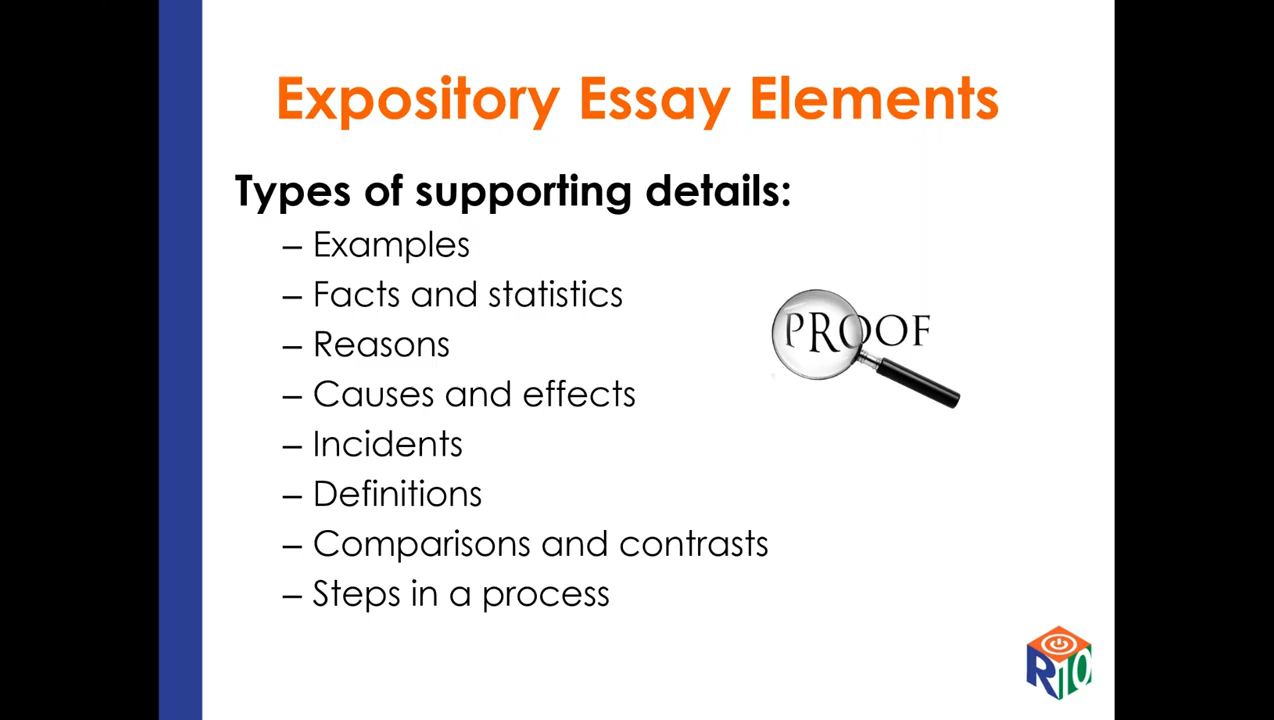 Expository Essay Elements
Types of supporting details:
– Examples
– Facts and statistics
– Reasons
– Causes and effects
– Incidents
– Definitions
– Comparisons and contrasts
– Steps in a process
PROOF
R10